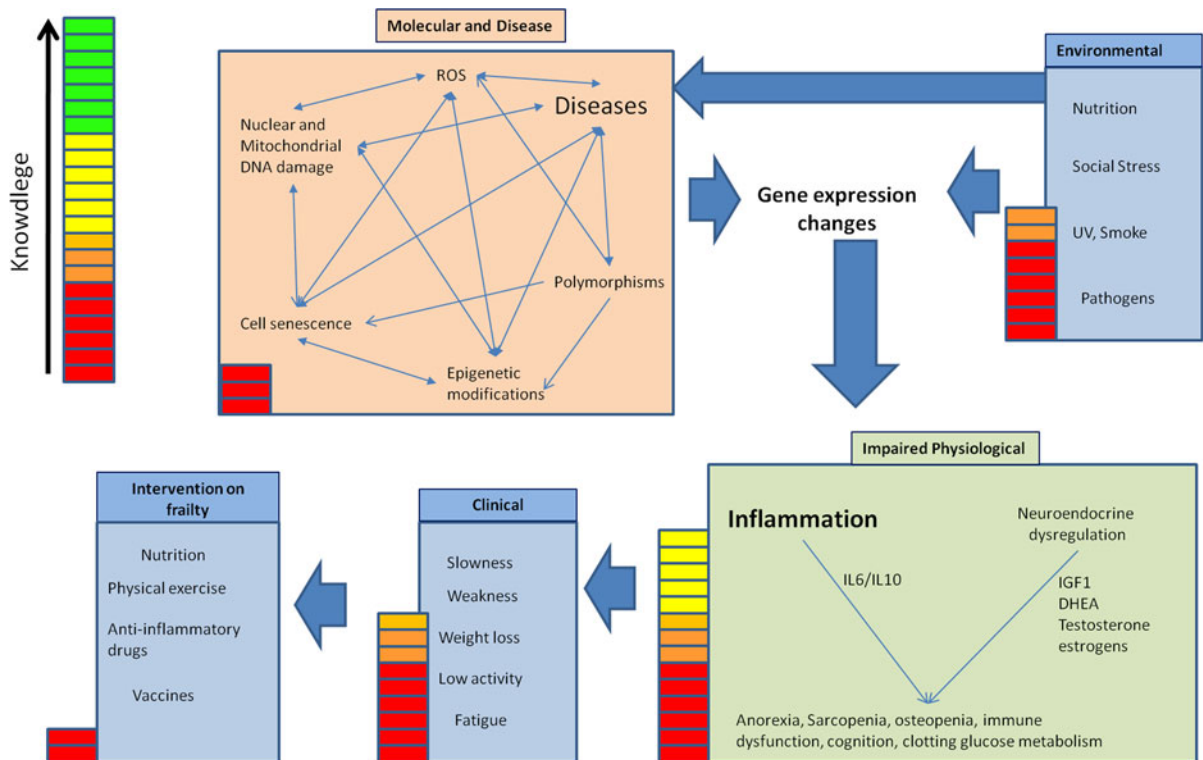 Knowdlege
Molecular and Disease
ROS
Diseases
Nuclear and
Mitochondrial
DNA damage
Polymorphisms
Cell senescence
Epigenetic
modifications
Gene expression
changes
Environmental
Nutrition
Social Stress
UV, Smoke
Pathogens
Intervention on
frailty
Nutrition
Physical exercise
Anti-inflammatory
drugs
Vaccines
Clinical
Slowness
Weakness
Weight loss
Low activity
Fatigue
Impaired Physiological
Inflammation
Neuroendocrine
dysregulation
IL6/IL10
IGF1
DHEA
Testosterone
estrogens
Anorexia, Sarcopenia, osteopenia, immune
dysfunction, cognition, clotting glucose metabolism